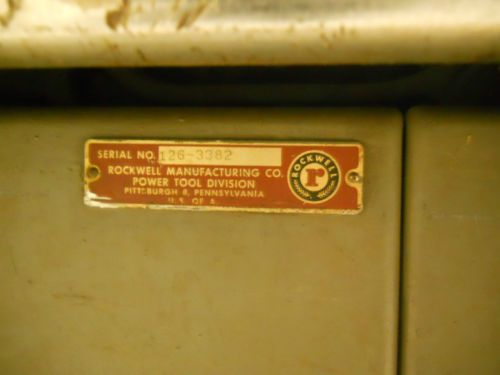 SERIAL NO. 126-3382
ROCKWELL MANUFACTURING CO.
POWER TOOL DIVISION
PITTSBURGH 8, PENNSYLVANIA
U.S. OF A.
ROCKWELL
r